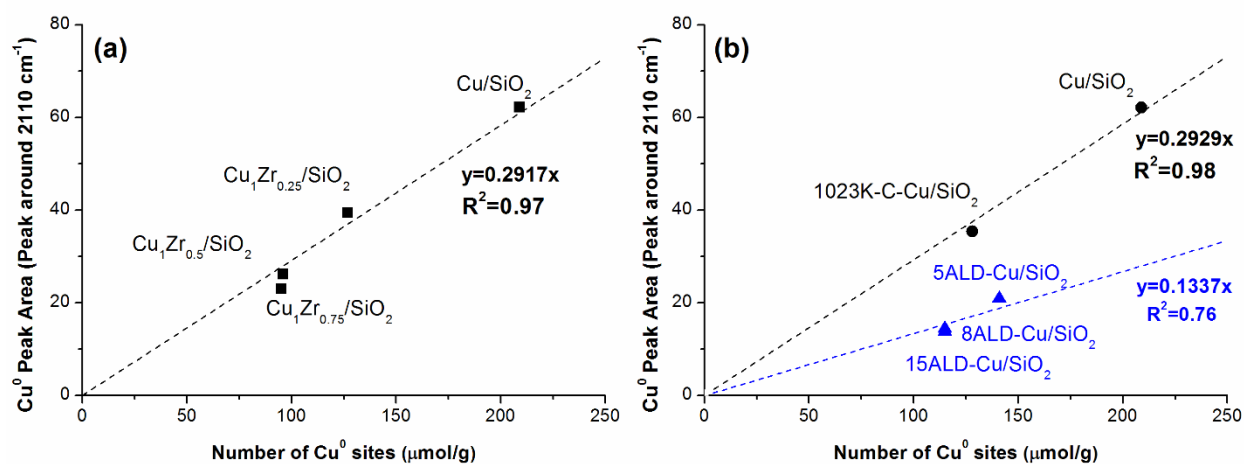 (a)
Cu⁰ Peak Area (Peak around 2110 cm⁻¹)
80
60
40
20
0
Cu/SiO₂
Cu₁Zr₀.₂₅/SiO₂
y=0.2917x
R²=0.97
Cu₁Zr₀.₅/SiO₂
Cu₁Zr₀.₇₅/SiO₂
0 50 100 150 200 250
Number of Cu⁰ sites (μmol/g)
(b)
Cu⁰ Peak Area (Peak around 2110 cm⁻¹)
80
60
40
20
0
Cu/SiO₂
y=0.2929x
R²=0.98
1023K-C-Cu/SiO₂
5ALD-Cu/SiO₂
y=0.1337x
R²=0.76
8ALD-Cu/SiO₂
15ALD-Cu/SiO₂
0 50 100 150 200 250
Number of Cu⁰ sites (μmol/g)